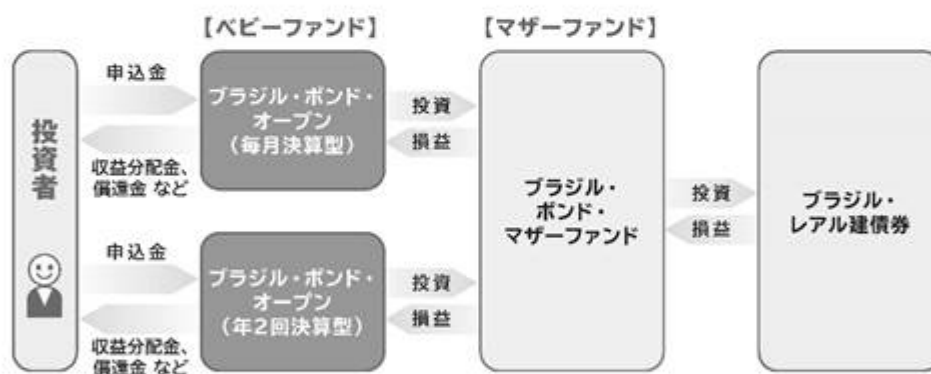 【ベビーファンド】
【マザーファンド】
投資者
申込金
収益分配金、
償還金 など
ブラジル・ボンド・
オープン
（毎月決算型）
投資
損益
申込金
収益分配金、
償還金 など
ブラジル・ボンド・
オープン
（年2回決算型）
投資
損益
ブラジル・
ボンド・
マザーファンド
投資
損益
ブラジル・
レアル建債券